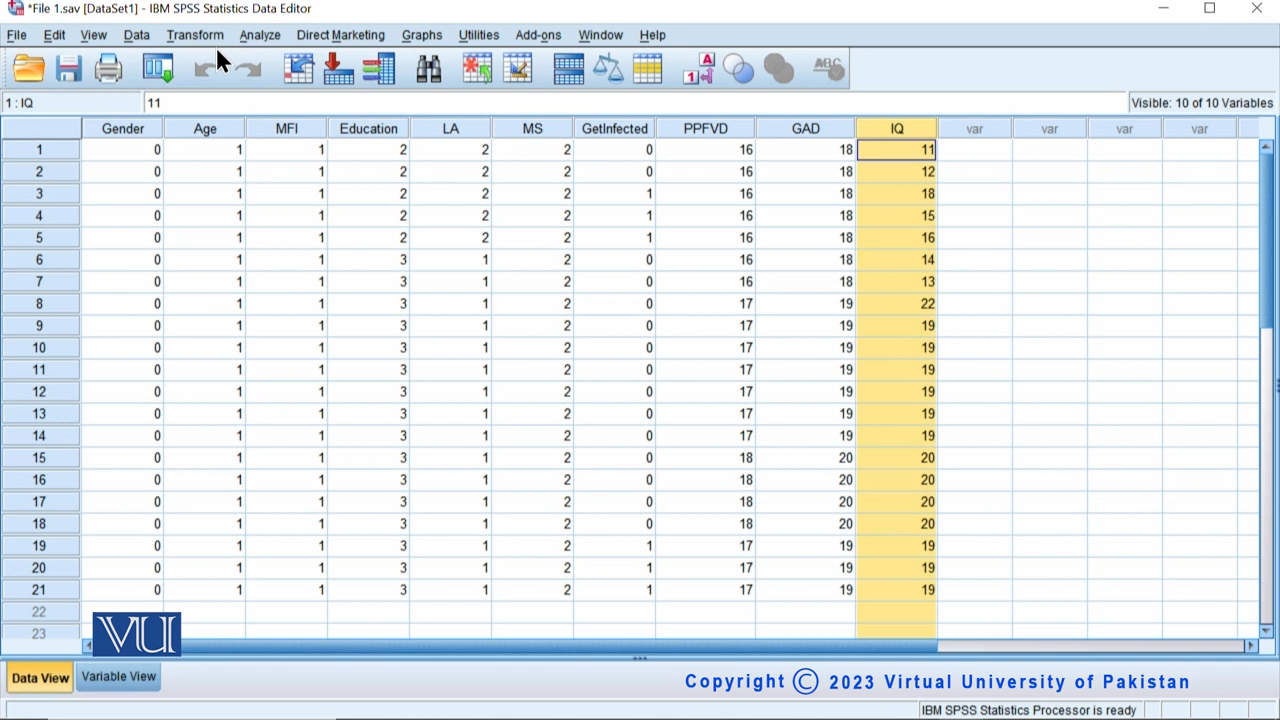 *File 1.sav [DataSet1] - IBM SPSS Statistics Data Editor
File Edit View Data Transform Analyze Direct Marketing Graphs Utilities Add-ons Window Help
1 A ABC
1 : IQ 11 Visible: 10 of 10 Variables
Gender Age MFI Education LA MS GetInfected PPFVD GAD IQ var var var var
1 0 1 1 2 2 2 0 16 18 11
2 0 1 1 2 2 2 0 16 18 12
3 0 1 1 2 2 2 1 16 18 18
4 0 1 1 2 2 2 1 16 18 15
5 0 1 1 2 2 2 1 16 18 16
6 0 1 1 3 1 2 0 16 18 14
7 0 1 1 3 1 2 0 16 18 13
8 0 1 1 3 1 2 0 17 19 22
9 0 1 1 3 1 2 0 17 19 19
10 0 1 1 3 1 2 0 17 19 19
11 0 1 1 3 1 2 0 17 19 19
12 0 1 1 3 1 2 0 17 19 19
13 0 1 1 3 1 2 0 17 19 19
14 0 1 1 3 1 2 0 17 19 19
15 0 1 1 3 1 2 0 18 20 20
16 0 1 1 3 1 2 0 18 20 20
17 0 1 1 3 1 2 0 18 20 20
18 0 1 1 3 1 2 0 18 20 20
19 0 1 1 3 1 2 1 17 19 19
20 0 1 1 3 1 2 1 17 19 19
21 0 1 1 3 1 2 1 17 19 19
22
23
VU
Data View Variable View
Copyright © 2023 Virtual University of Pakistan
IBM SPSS Statistics Processor is ready